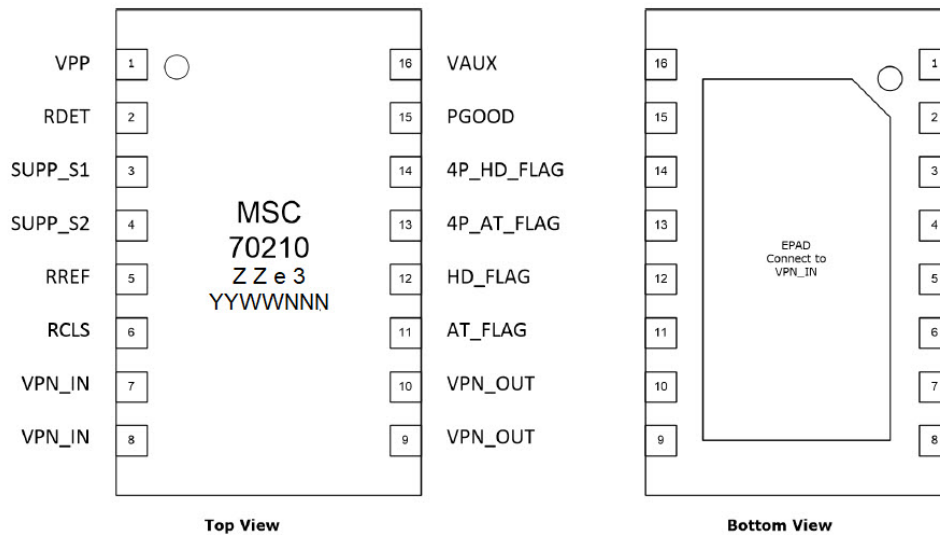 VPP 1 16 VAUX 16 1
RDET 2 15 PGOOD 15 2
SUPP_S1 3 14 4P_HD_FLAG 14 3
SUPP_S2 4 13 4P_AT_FLAG 13 4
MSC
70210
Z Z e 3
YYWWNNN
EPAD
Connect to
VPN_IN
RREF 5 12 HD_FLAG 12 5
RCLS 6 11 AT_FLAG 11 6
VPN_IN 7 10 VPN_OUT 10 7
VPN_IN 8 9 VPN_OUT 9 8
Top View
Bottom View